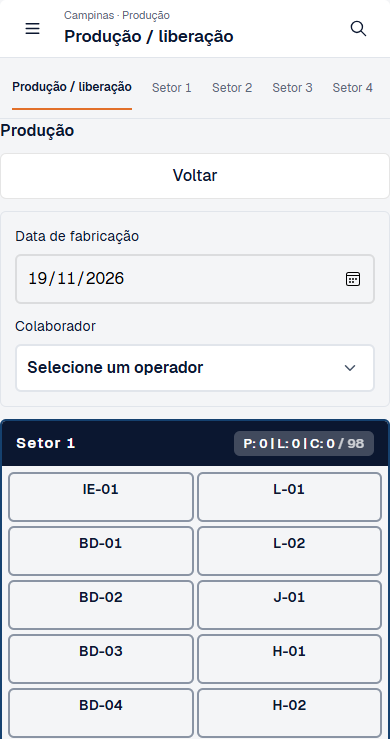 Campinas · Produção
Produção / liberação
Produção / liberação Setor 1 Setor 2 Setor 3 Setor 4
Produção
Voltar
Data de fabricação
19/11/2026
Colaborador
Selecione um operador
Setor 1 P: 0 | L: 0 | C: 0 / 98
IE-01 L-01
BD-01 L-02
BD-02 J-01
BD-03 H-01
BD-04 H-02